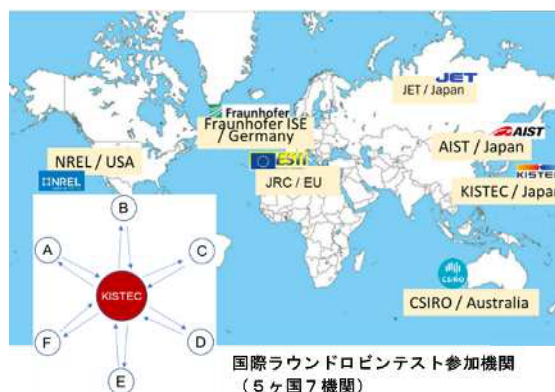 JET
JET / Japan
Fraunhofer
Fraunhofer ISE
/ Germany
AIST
AIST / Japan
NREL / USA
NREL
ESTI
JRC / EU
KISTEC
KISTEC / Japan
CSIRO
CSIRO / Australia
B
A
C
KISTEC
F
D
E
国際ラウンドロビンテスト参加機関
(5ヶ国7機関)